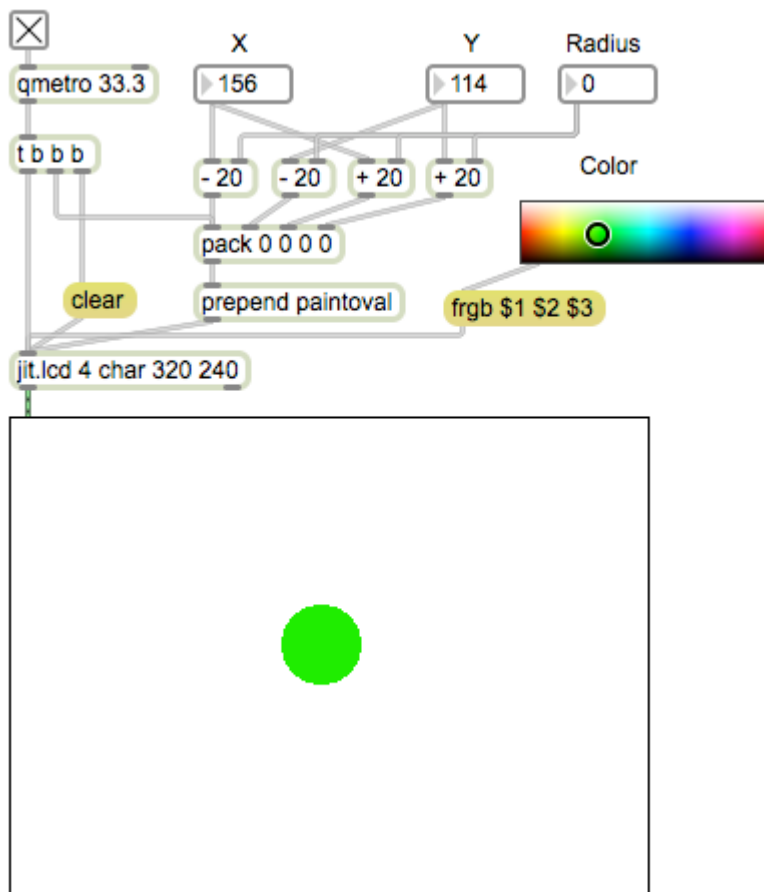 X
Y
Radius
qmetro 33.3
156
114
0
t b b b
- 20
- 20
+ 20
+ 20
Color
pack 0 0 0 0
clear
prepend paintoval
frgb $1 $2 $3
jit.lcd 4 char 320 240